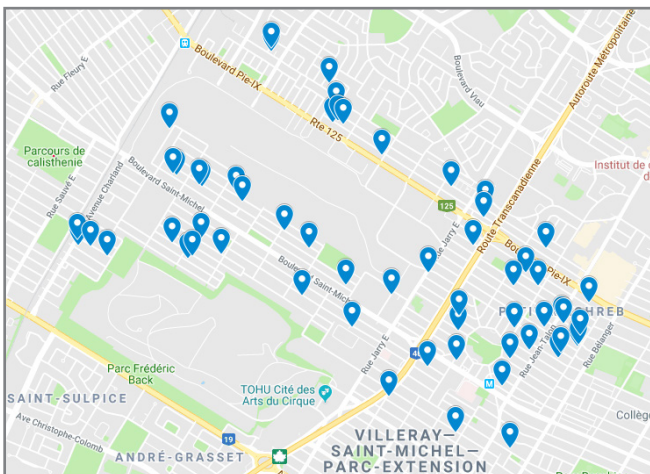 Boulevard Pie-IX
Rue Fleury E
Boulevard Viau
Autoroute Métropolitaine
Rte 125
Parcours de
calisthenie
Institut de
Boulevard Saint-Michel
Rue Sauvé E
Avenue Charland
125
Route Transcanadienne
Rue Jarry E
Boulevard Saint-Michel
Rue Jean-Talon
Rue Bélanger
Rue Jarry E
40
M
Parc Frédéric
Back
TOHU Cité des
Arts du Cirque
SAINT-SULPICE
Ave Christophe-Colomb
19
ANDRÉ-GRASSET
VILLERAY—
SAINT-MICHEL—
PARC-EXTENSION
Collège